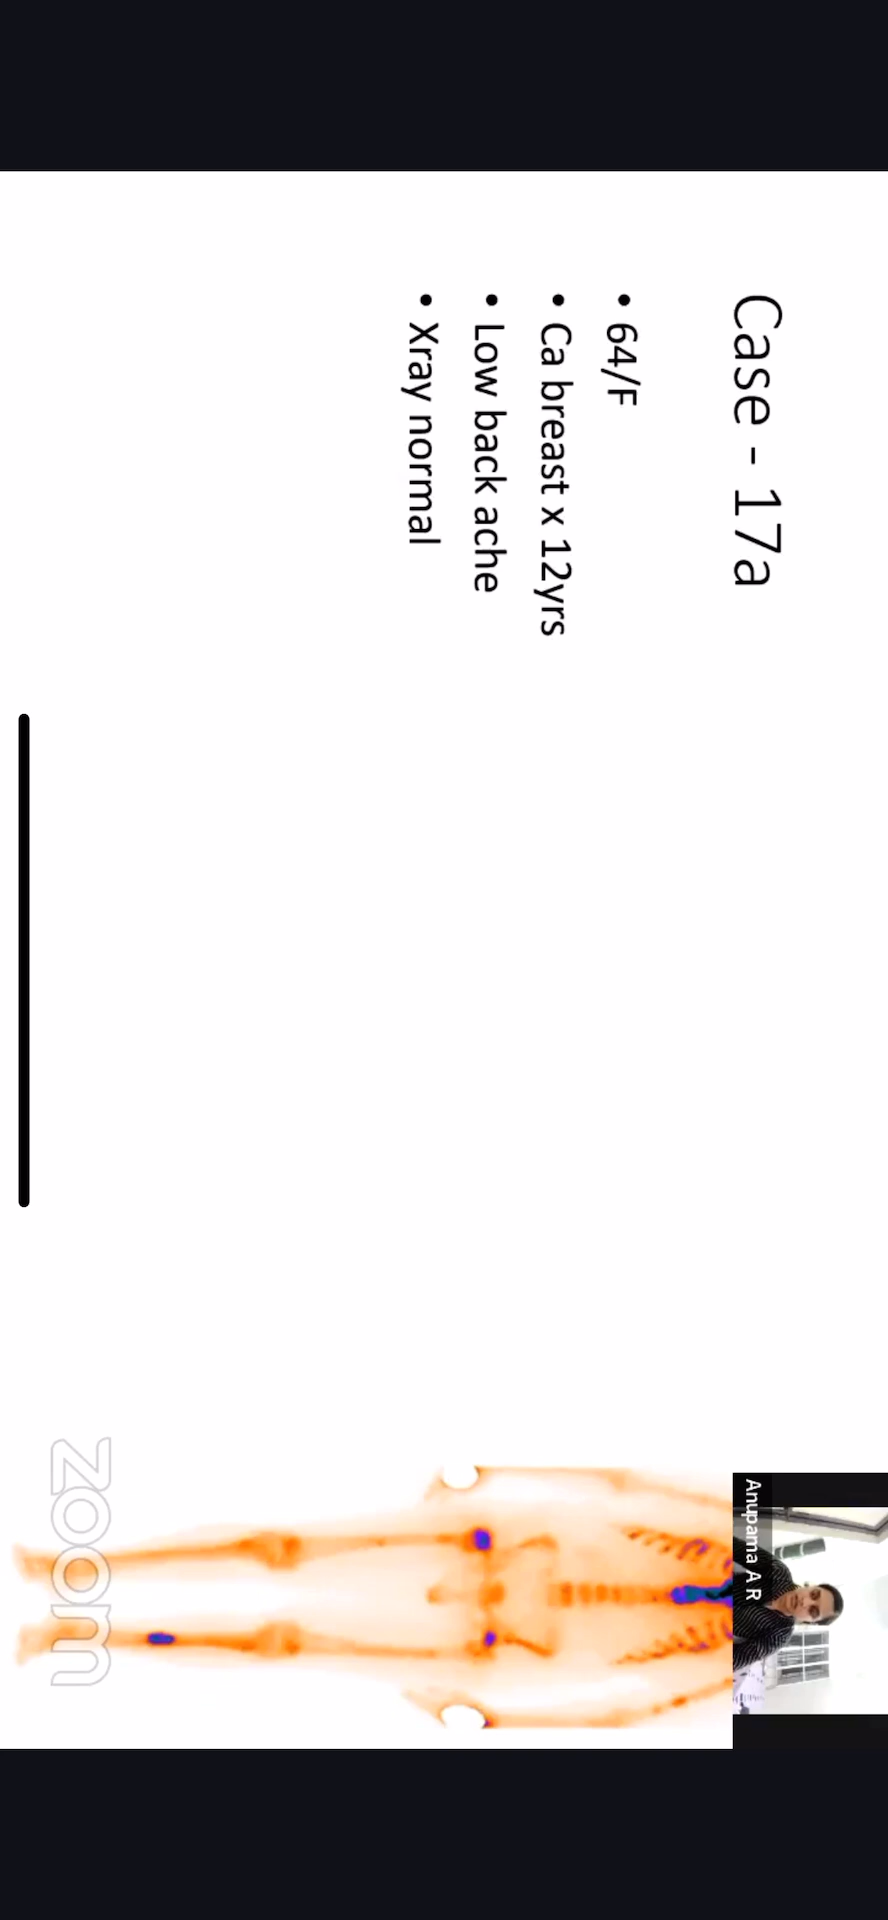 Case - 17a
• 64/F
• Ca breast x 12yrs
• Low back ache
• Xray normal
Anupama A R
zoom